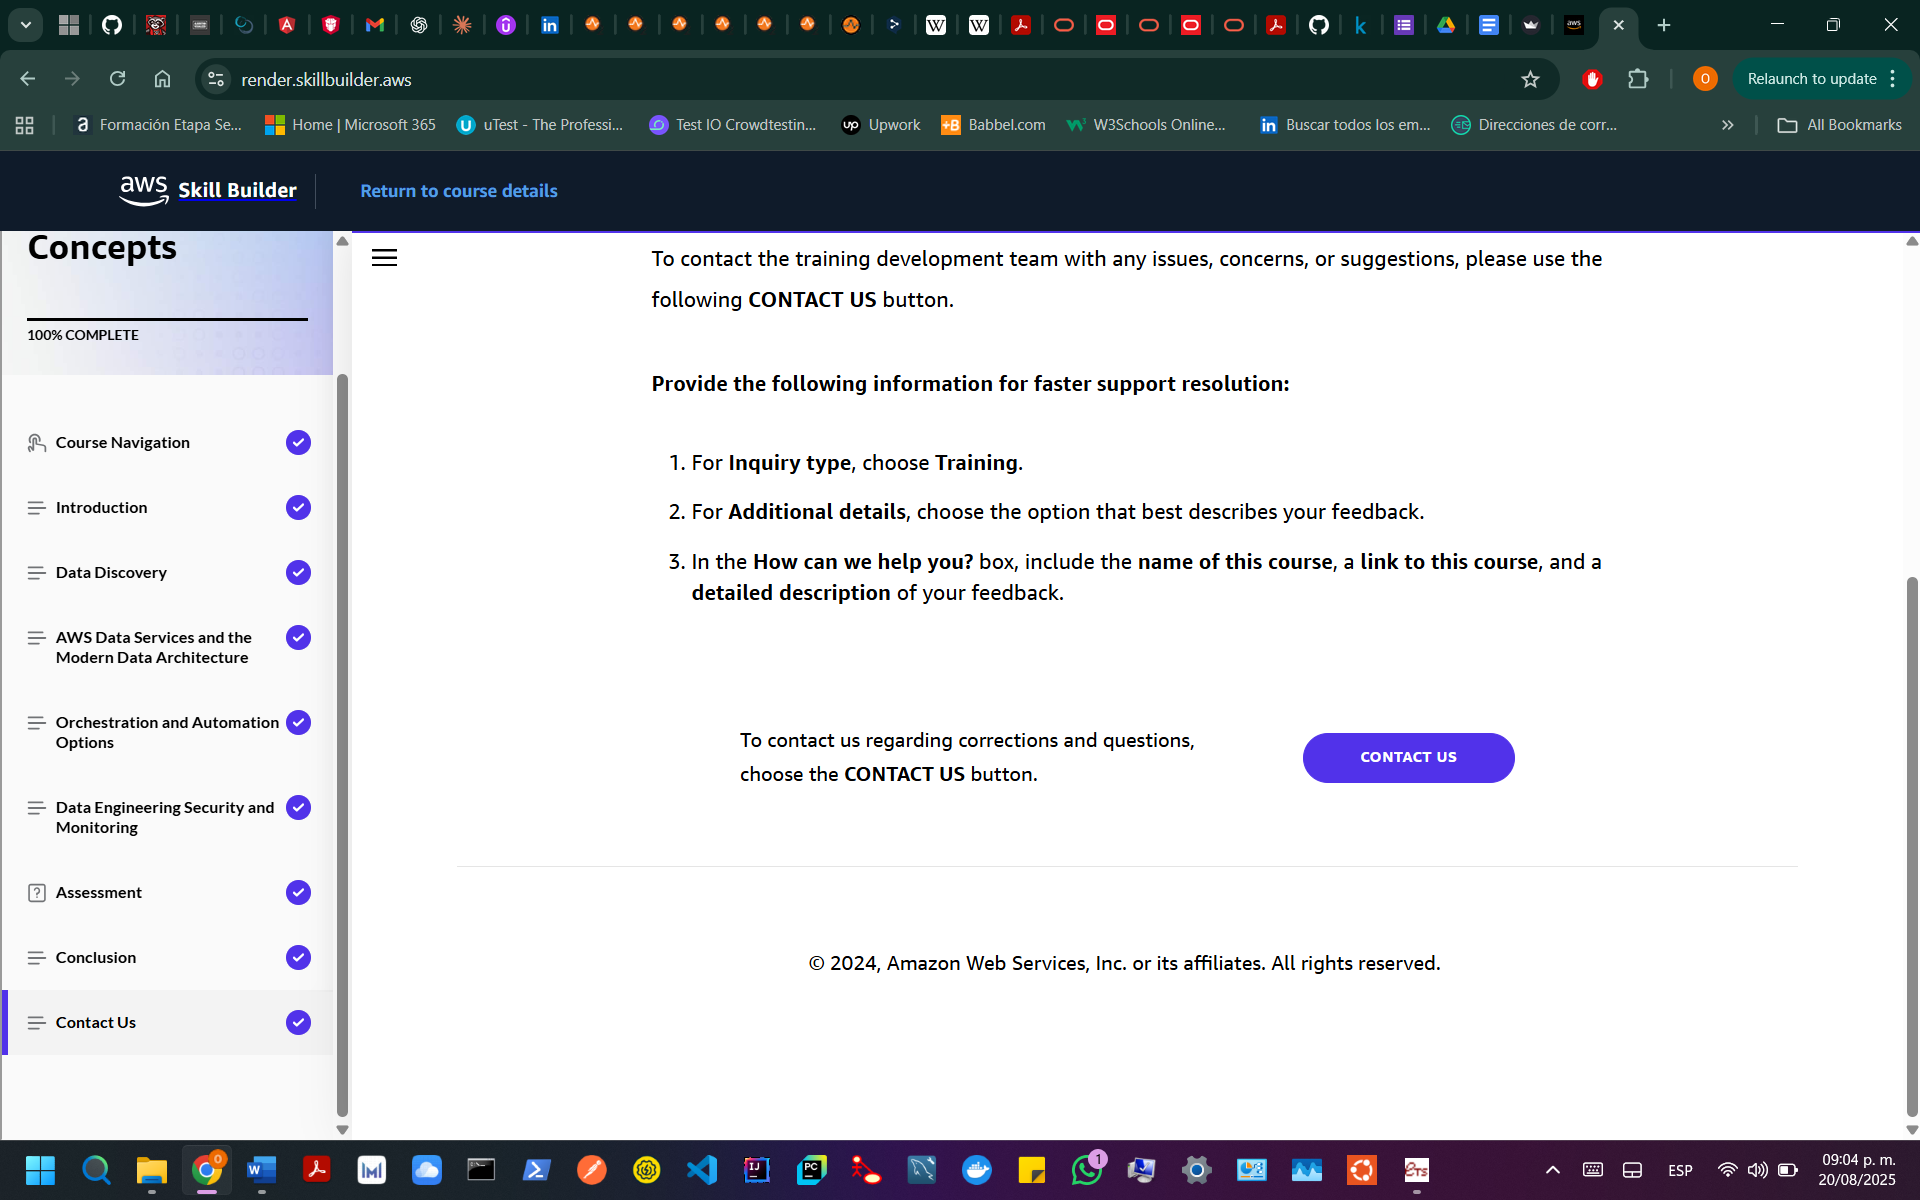 render.skillbuilder.aws
Relaunch to update
Formación Etapa Se...
Home | Microsoft 365
uTest - The Professi...
Test IO Crowdtestin...
Upwork
Babbel.com
W3Schools Online...
Buscar todos los em...
Direcciones de corr...
All Bookmarks
aws Skill Builder
Return to course details
Concepts
100% COMPLETE
Course Navigation
Introduction
Data Discovery
AWS Data Services and the
Modern Data Architecture
Orchestration and Automation
Options
Data Engineering Security and
Monitoring
Assessment
Conclusion
Contact Us
To contact the training development team with any issues, concerns, or suggestions, please use the
following CONTACT US button.
Provide the following information for faster support resolution:
1. For Inquiry type, choose Training.
2. For Additional details, choose the option that best describes your feedback.
3. In the How can we help you? box, include the name of this course, a link to this course, and a
detailed description of your feedback.
To contact us regarding corrections and questions,
choose the CONTACT US button.
CONTACT US
© 2024, Amazon Web Services, Inc. or its affiliates. All rights reserved.
ESP
09:04 p. m.
20/08/2025